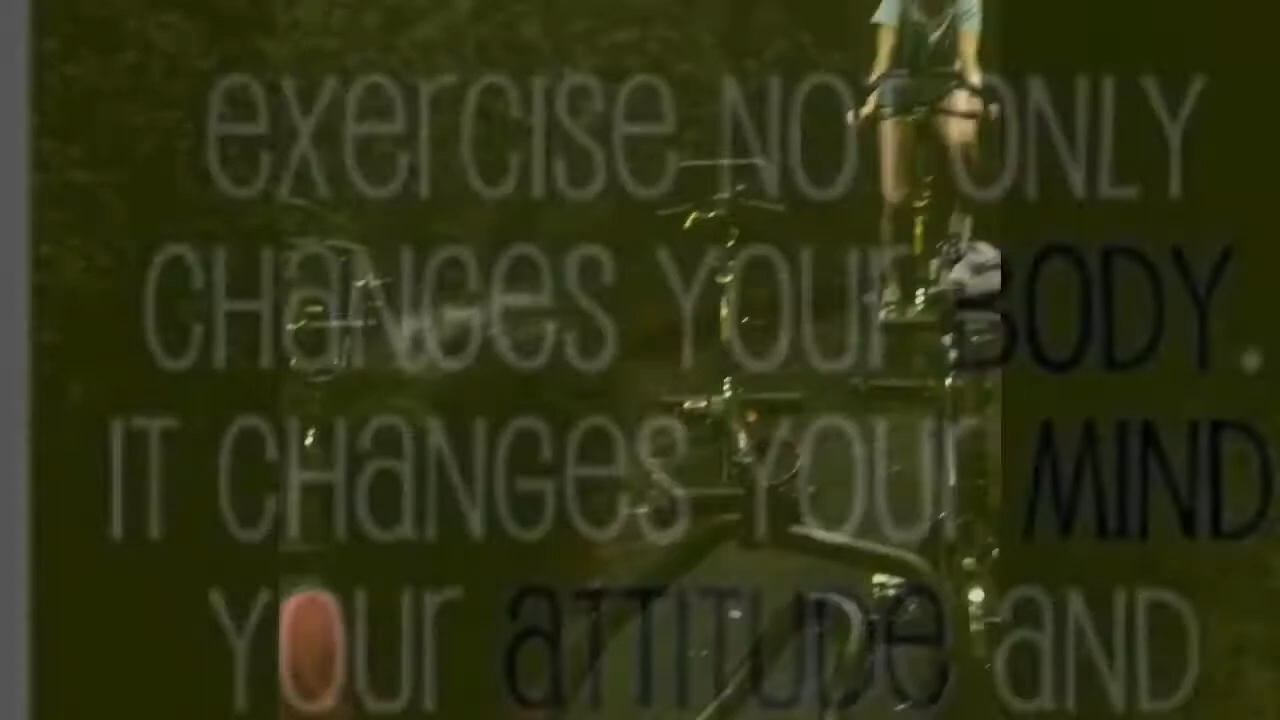 exercise NOT ONLY
CHANGES YOUR BODY.
IT CHANGES YOUR MIND,
YOUR ATTITUDE AND